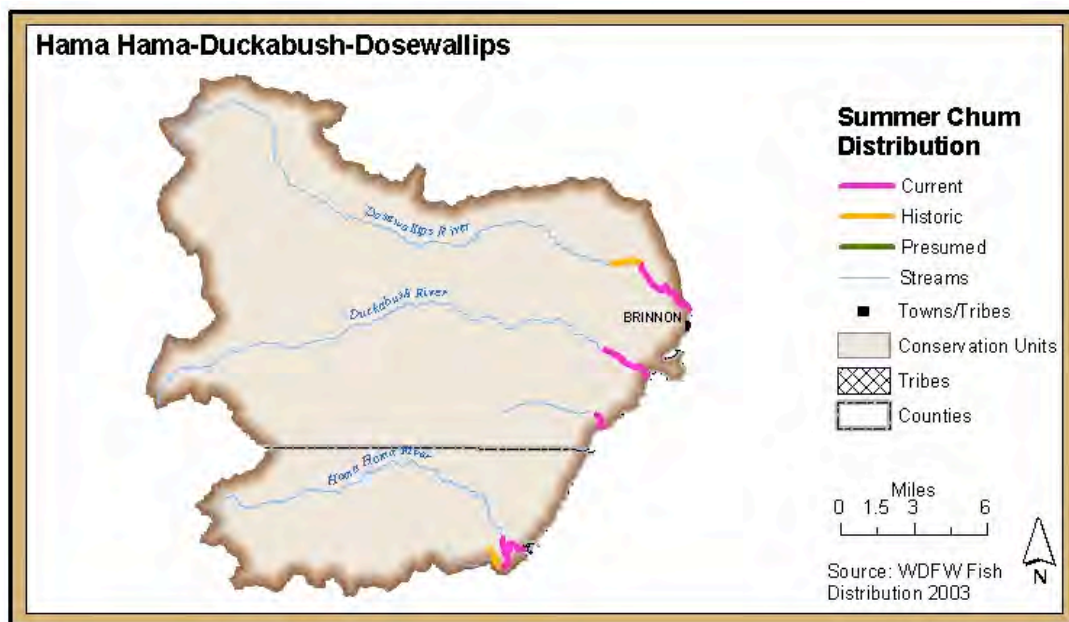 Hama Hama-Duckabush-Dosewallips
Dosewallips River
Duckabush River
BRINNON
Hama Hama River
Summer Chum
Distribution
Current
Historic
Presumed
Streams
Towns/Tribes
Conservation Units
Tribes
Counties
Miles
0 1.5 3 6
Source: WDFW Fish
Distribution 2003
N